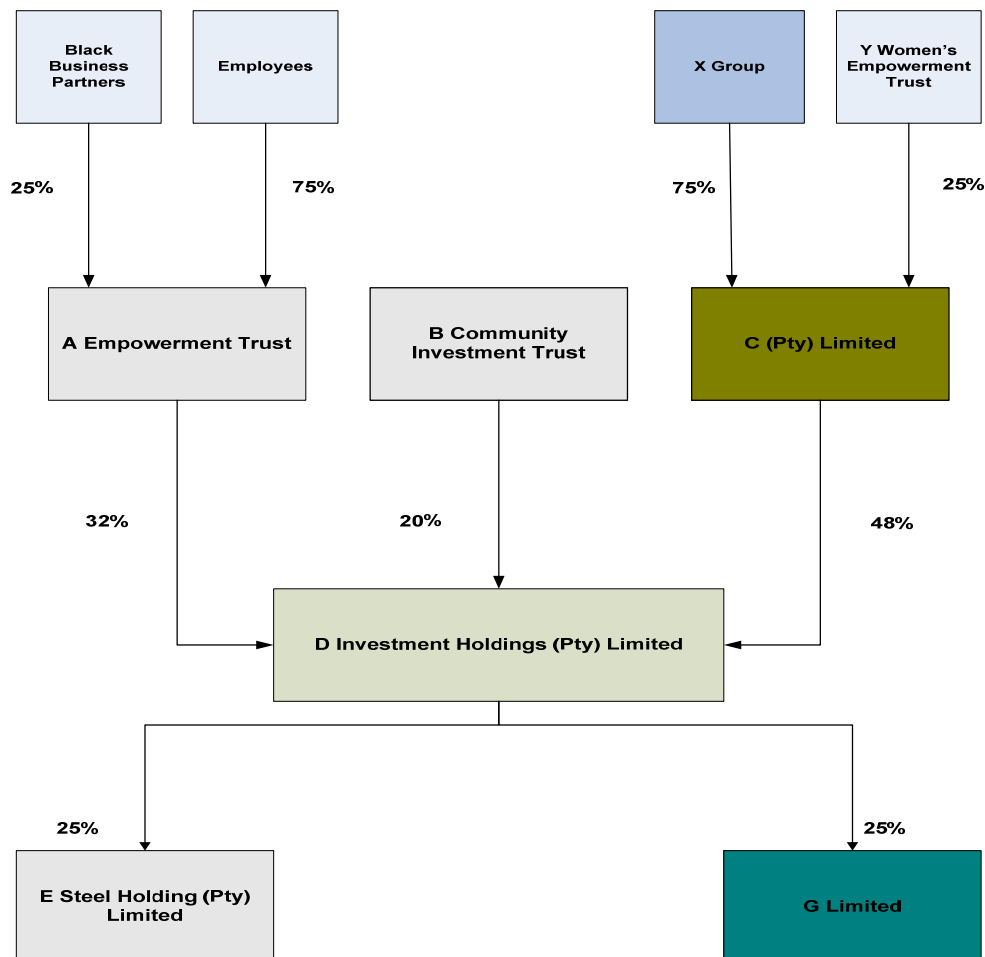 Black
Business
Partners
Employees
X Group
Y Women's
Empowerment
Trust
25%
75%
75%
25%
A Empowerment Trust
B Community
Investment Trust
C (Pty) Limited
32%
20%
48%
D Investment Holdings (Pty) Limited
25%
25%
E Steel Holding (Pty)
Limited
G Limited